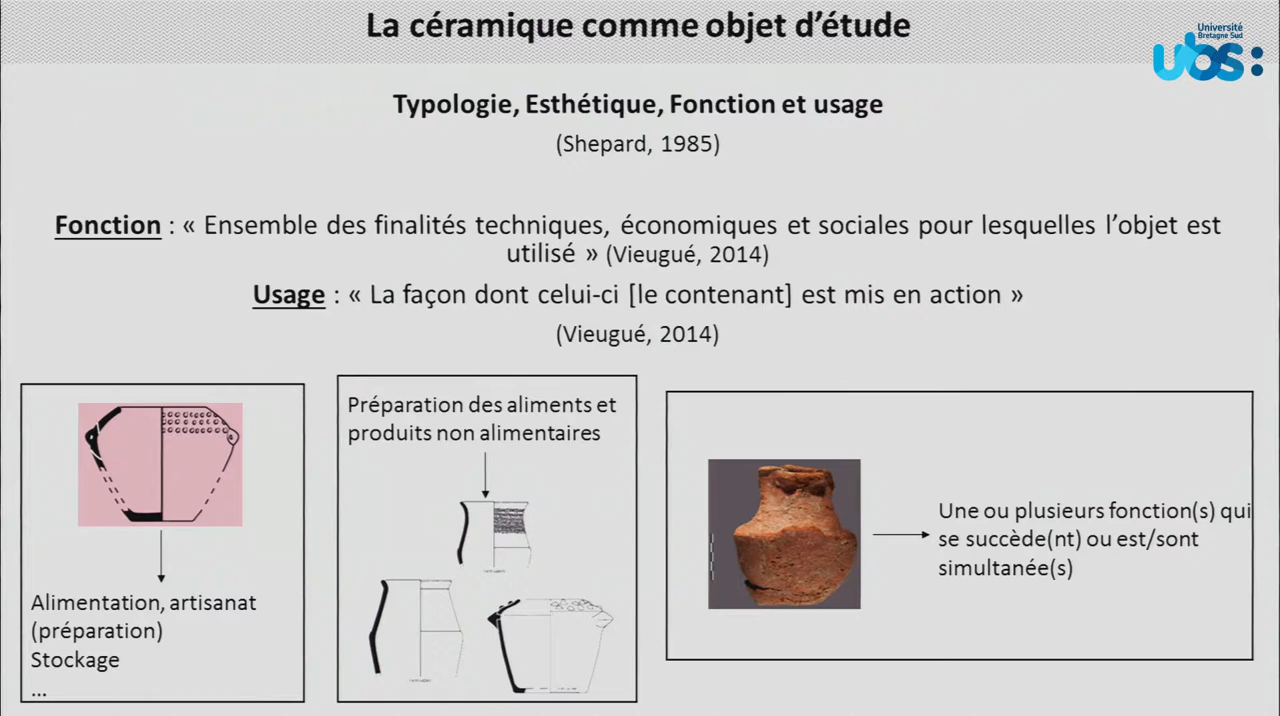 La céramique comme objet d'étude
Université
Bretagne Sud
ubs:
Typologie, Esthétique, Fonction et usage
(Shepard, 1985)
Fonction : « Ensemble des finalités techniques, économiques et sociales pour lesquelles l'objet est
utilisé » (Vieugué, 2014)
Usage : « La façon dont celui-ci [le contenant] est mis en action »
(Vieugué, 2014)
Alimentation, artisanat
(préparation)
Stockage
...
Préparation des aliments et
produits non alimentaires
Une ou plusieurs fonction(s) qui
se succède(nt) ou est/sont
simultanée(s)